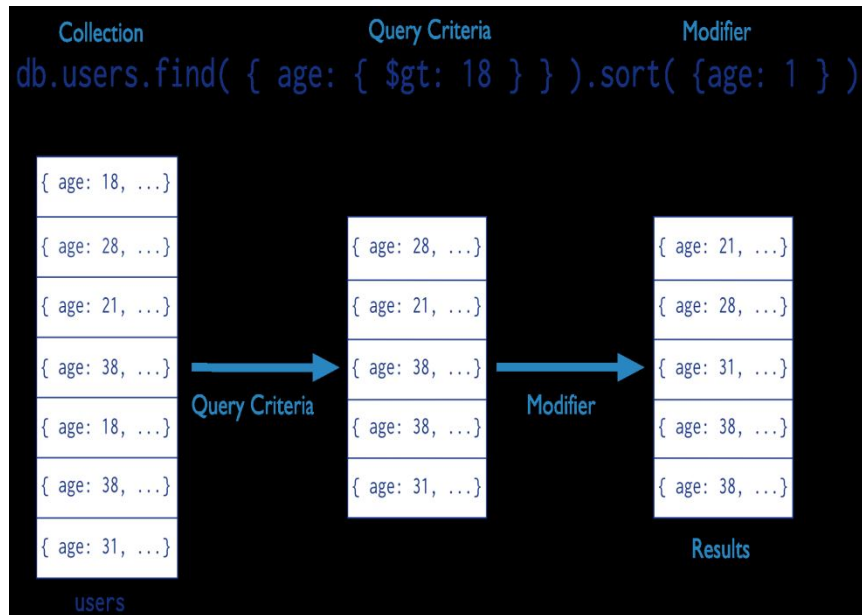 Collection Query Criteria Modifier
db.users.find( { age: { $gt: 18 } } ).sort( {age: 1 } )
{ age: 18, ...}
{ age: 28, ...}
{ age: 21, ...}
{ age: 38, ...}
{ age: 18, ...}
{ age: 38, ...}
{ age: 31, ...}
users
Query Criteria
{ age: 28, ...}
{ age: 21, ...}
{ age: 38, ...}
{ age: 38, ...}
{ age: 31, ...}
Modifier
{ age: 21, ...}
{ age: 28, ...}
{ age: 31, ...}
{ age: 38, ...}
{ age: 38, ...}
Results